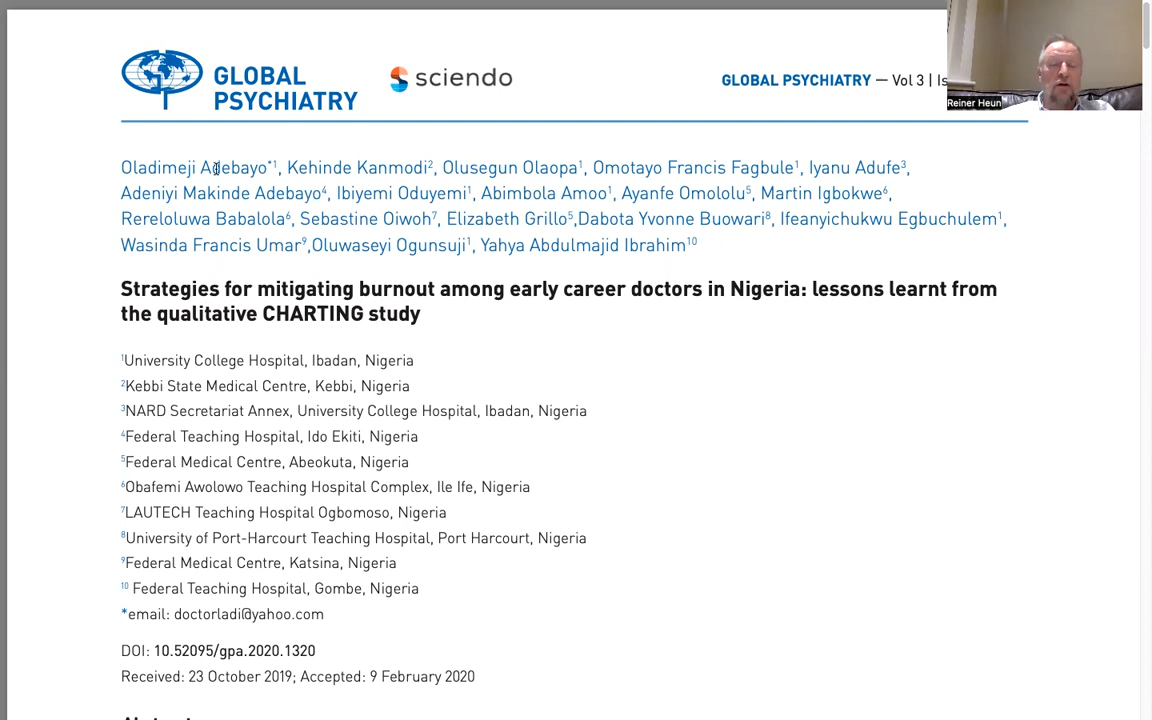 GLOBAL
PSYCHIATRY
sciendo
GLOBAL PSYCHIATRY — Vol 3 |
Reiner Heun
Oladimeji Adebayo*1, Kehinde Kanmodi2, Olusegun Olaopa1, Omotayo Francis Fagbule1, Iyanu Adufe3,
Adeniyi Makinde Adebayo4, Ibiyemi Oduyemi1, Abimbola Amoo1, Ayanfe Omololu5, Martin Igbokwe6,
Rereloluwa Babalola6, Sebastine Oiwoh7, Elizabeth Grillo5,Dabota Yvonne Buowari8, Ifeanyichukwu Egbuchulem1,
Wasinda Francis Umar9,Oluwaseyi Ogunsuji1, Yahya Abdulmajid Ibrahim10
Strategies for mitigating burnout among early career doctors in Nigeria: lessons learnt from
the qualitative CHARTING study
1University College Hospital, Ibadan, Nigeria
2Kebbi State Medical Centre, Kebbi, Nigeria
3NARD Secretariat Annex, University College Hospital, Ibadan, Nigeria
4Federal Teaching Hospital, Ido Ekiti, Nigeria
5Federal Medical Centre, Abeokuta, Nigeria
6Obafemi Awolowo Teaching Hospital Complex, Ile Ife, Nigeria
7LAUTECH Teaching Hospital Ogbomoso, Nigeria
8University of Port-Harcourt Teaching Hospital, Port Harcourt, Nigeria
9Federal Medical Centre, Katsina, Nigeria
10 Federal Teaching Hospital, Gombe, Nigeria
*email: doctorladi@yahoo.com
DOI: 10.52095/gpa.2020.1320
Received: 23 October 2019; Accepted: 9 February 2020